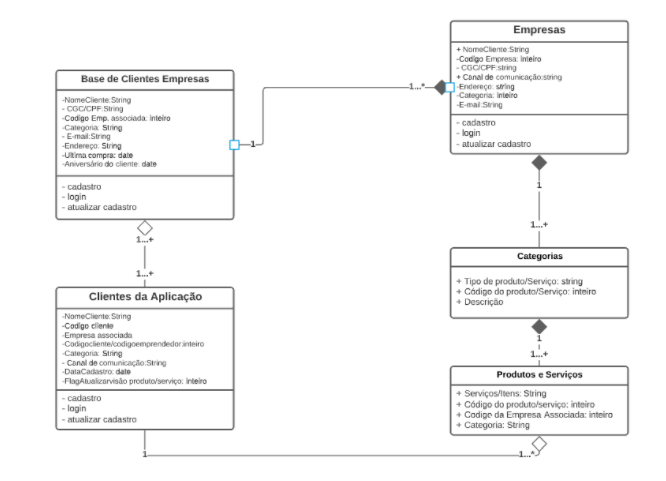 Empresas
+ NomeCliente:String
-Codigo Empresa: inteiro
- CGC/CPF:string
+ Canal de comunicação:string
-Endereço: string
-Categoria: inteiro
-E-mail:String
- cadastro
- login
- atualizar cadastro
Base de Clientes Empresas
-NomeCliente:String
- CGC/CPF:String
-Codigo Emp. associada: inteiro
-Categoria: String
- E-mail:String
-Endereço: String
-Ultima compra: date
-Aniversário do cliente: date
- cadastro
- login
- atualizar cadastro
1...*
1
1
1...+
1...+
1...+
Categorias
+ Tipo de produto/Serviço: string
+ Código do produto/Serviço: inteiro
+ Descrição
Clientes da Aplicação
-NomeCliente:String
-Codigo cliente
-Empresa associada
-Codigocliente/codigoemprendedor:inteiro
-Categoria: String
- Canal de comunicação:String
-DataCadastro: date
-FlagAtualizarvisão produto/serviço: inteiro
- cadastro
- login
- atualizar cadastro
1
1...+
Produtos e Serviços
+ Serviços/Itens: String
+ Código do produto/serviço: inteiro
+ Codige da Empresa Associada: inteiro
+ Categoria: String
1
1...*